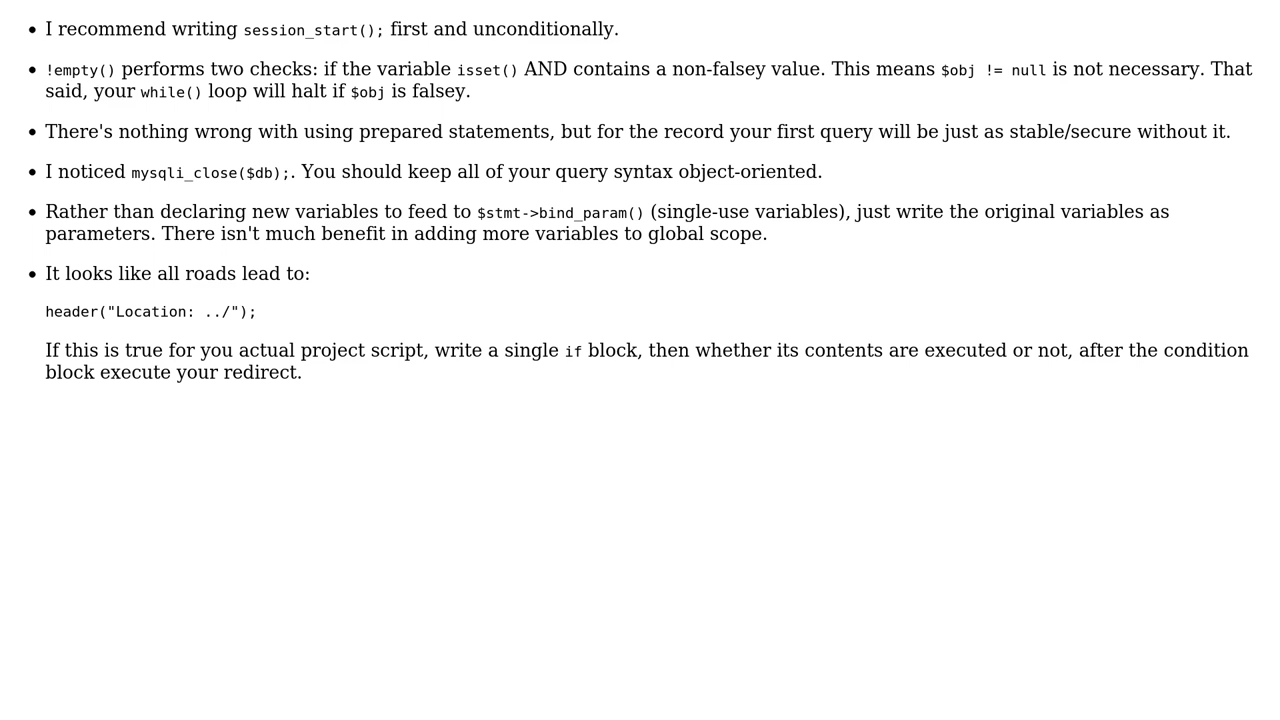 • I recommend writing session_start(); first and unconditionally.
• !empty() performs two checks: if the variable isset() AND contains a non-falsey value. This means $obj != null is not necessary. That
said, your while() loop will halt if $obj is falsey.
• There's nothing wrong with using prepared statements, but for the record your first query will be just as stable/secure without it.
• I noticed mysqli_close($db);. You should keep all of your query syntax object-oriented.
• Rather than declaring new variables to feed to $stmt->bind_param() (single-use variables), just write the original variables as
parameters. There isn't much benefit in adding more variables to global scope.
• It looks like all roads lead to:
header("Location: ../");
If this is true for you actual project script, write a single if block, then whether its contents are executed or not, after the condition
block execute your redirect.